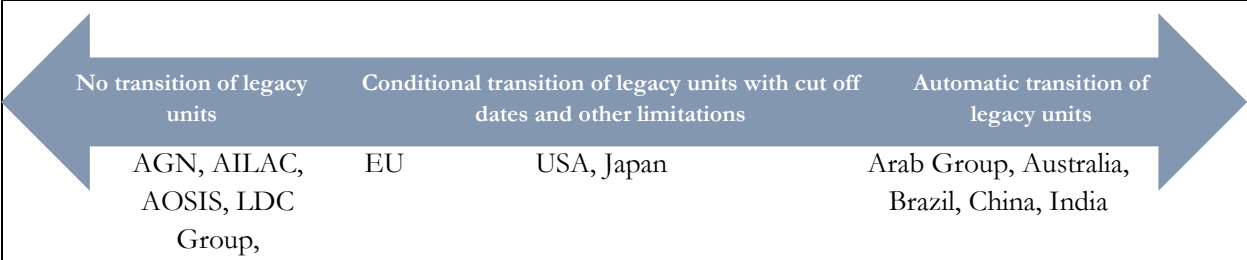 No transition of legacy
units
Conditional transition of legacy units with cut off
dates and other limitations
Automatic transition of
legacy units
AGN, AILAC,
AOSIS, LDC
Group,
EU
USA, Japan
Arab Group, Australia,
Brazil, China, India